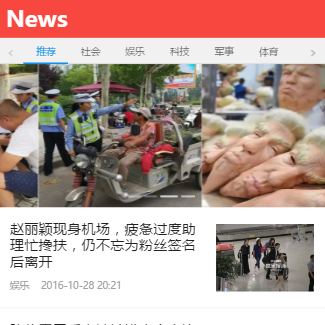 News
推荐 社会 娱乐 科技 军事 体育
赵丽颖现身机场，疲惫过度助
理忙搀扶，仍不忘为粉丝签名
后离开
娱乐 2016-10-28 20:21